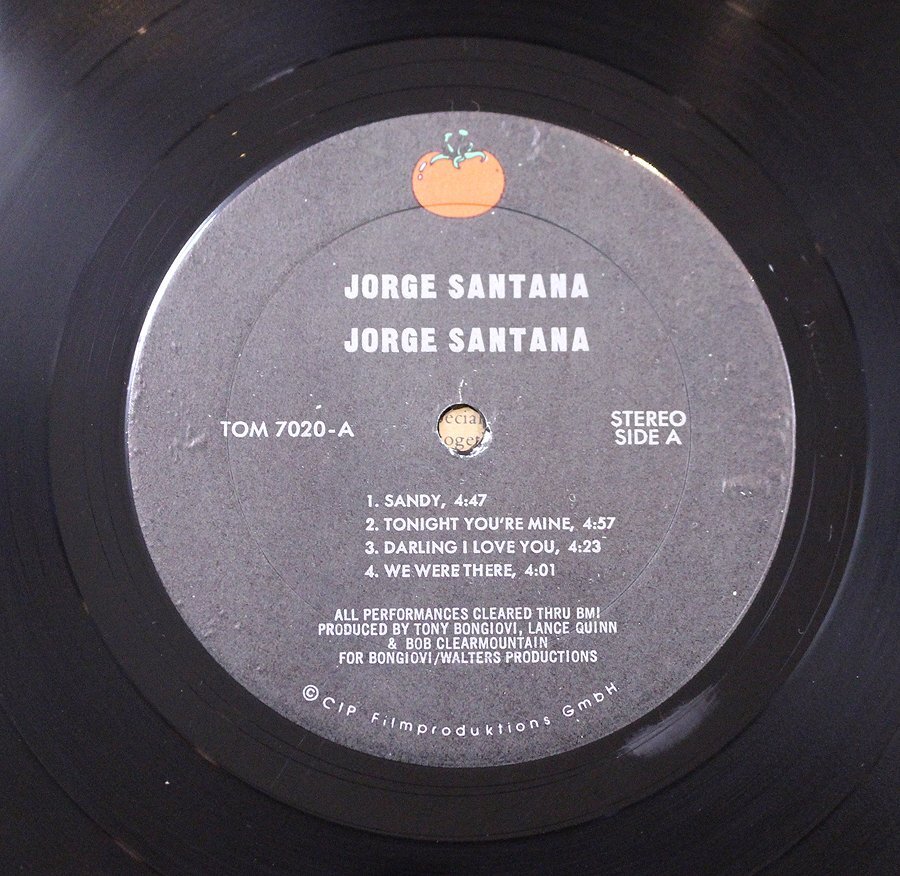 JORGE SANTANA
JORGE SANTANA
TOM 7020-A
STEREO
SIDE A
1. SANDY, 4:47
2. TONIGHT YOU'RE MINE, 4:57
3. DARLING I LOVE YOU, 4:23
4. WE WERE THERE, 4:01
ALL PERFORMANCES CLEARED THRU BMI
PRODUCED BY TONY BONGIOVI, LANCE QUINN
& BOB CLEARMOUNTAIN
FOR BONGIOVI/WALTERS PRODUCTIONS
©CIP Filmproduktions GmbH